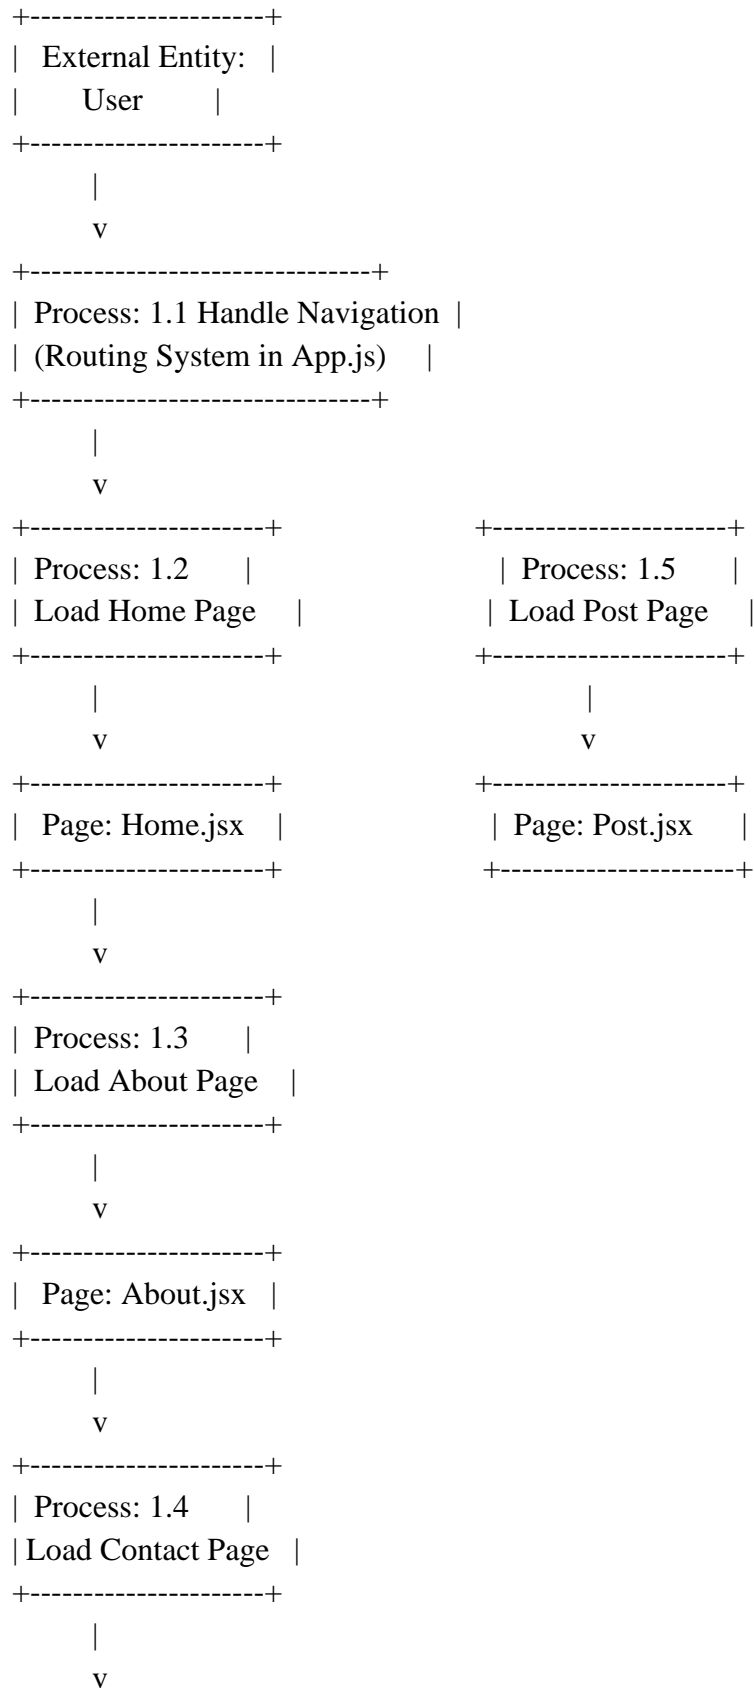 +----------------------+
|   External Entity:   |
|       User         |
+----------------------+
          |
          v
+--------------------------------+
|  Process: 1.1 Handle Navigation  |
|  (Routing System in App.js)     |
+--------------------------------+
          |
          v
+----------------------+                    +----------------------+
|  Process: 1.2      |                         |  Process: 1.5      |
|  Load Home Page    |                    |  Load Post Page    |
+----------------------+                    +----------------------+
          |                                                |
          v                                               v
+----------------------+                    +----------------------+
|   Page: Home.jsx   |                    |  Page: Post.jsx     |
+----------------------+                    +----------------------+
          |
          v
+----------------------+
|  Process: 1.3      |
|  Load About Page    |
+----------------------+
          |
          v
+----------------------+
|   Page: About.jsx   |
+----------------------+
          |
          v
+----------------------+
|  Process: 1.4      |
| Load Contact Page   |
+----------------------+
          |
          v